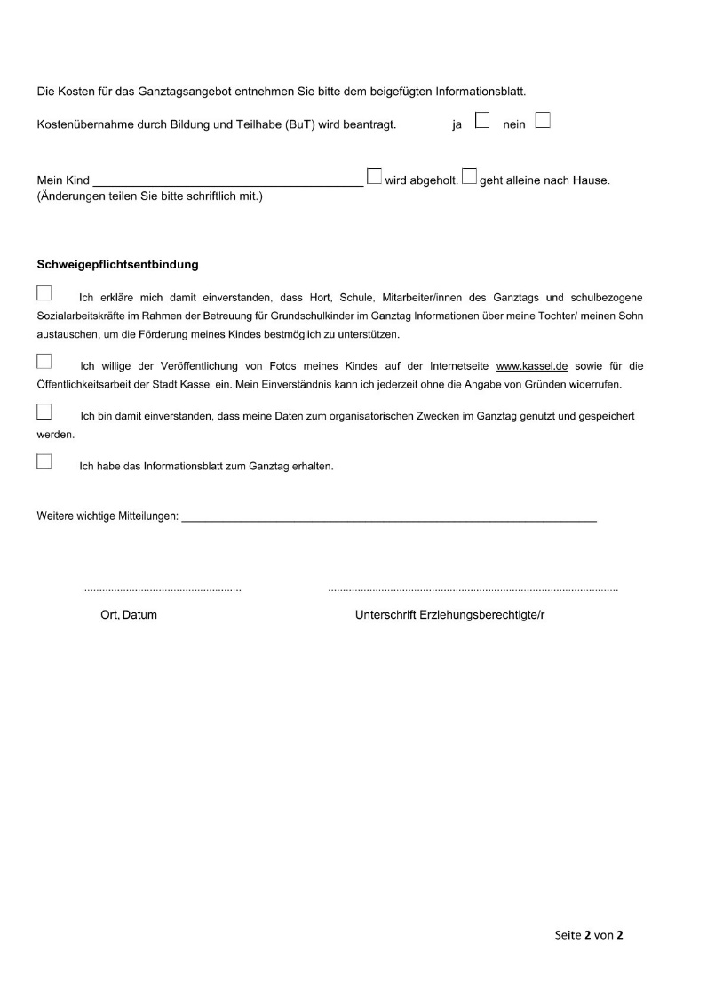 Die Kosten für das Ganztagsangebot entnehmen Sie bitte dem beigefügten Informationsblatt.
Kostenübernahme durch Bildung und Teilhabe (BuT) wird beantragt. ja ☐ nein ☐
Mein Kind ________________________________________ ☐ wird abgeholt. ☐ geht alleine nach Hause.
(Änderungen teilen Sie bitte schriftlich mit.)
Schweigepflichtsentbindung
☐ Ich erkläre mich damit einverstanden, dass Hort, Schule, Mitarbeiter/innen des Ganztags und schulbezogene
Sozialarbeitskräfte im Rahmen der Betreuung für Grundschulkinder im Ganztag Informationen über meine Tochter/ meinen Sohn
austauschen, um die Förderung meines Kindes bestmöglich zu unterstützen.
☐ Ich willige der Veröffentlichung von Fotos meines Kindes auf der Internetseite www.kassel.de sowie für die
Öffentlichkeitsarbeit der Stadt Kassel ein. Mein Einverständnis kann ich jederzeit ohne die Angabe von Gründen widerrufen.
☐ Ich bin damit einverstanden, dass meine Daten zum organisatorischen Zwecken im Ganztag genutzt und gespeichert
werden.
☐ Ich habe das Informationsblatt zum Ganztag erhalten.
Weitere wichtige Mitteilungen: ______________________________________________________________________
..................................................... ..................................................................................................
Ort, Datum Unterschrift Erziehungsberechtigte/r
Seite 2 von 2